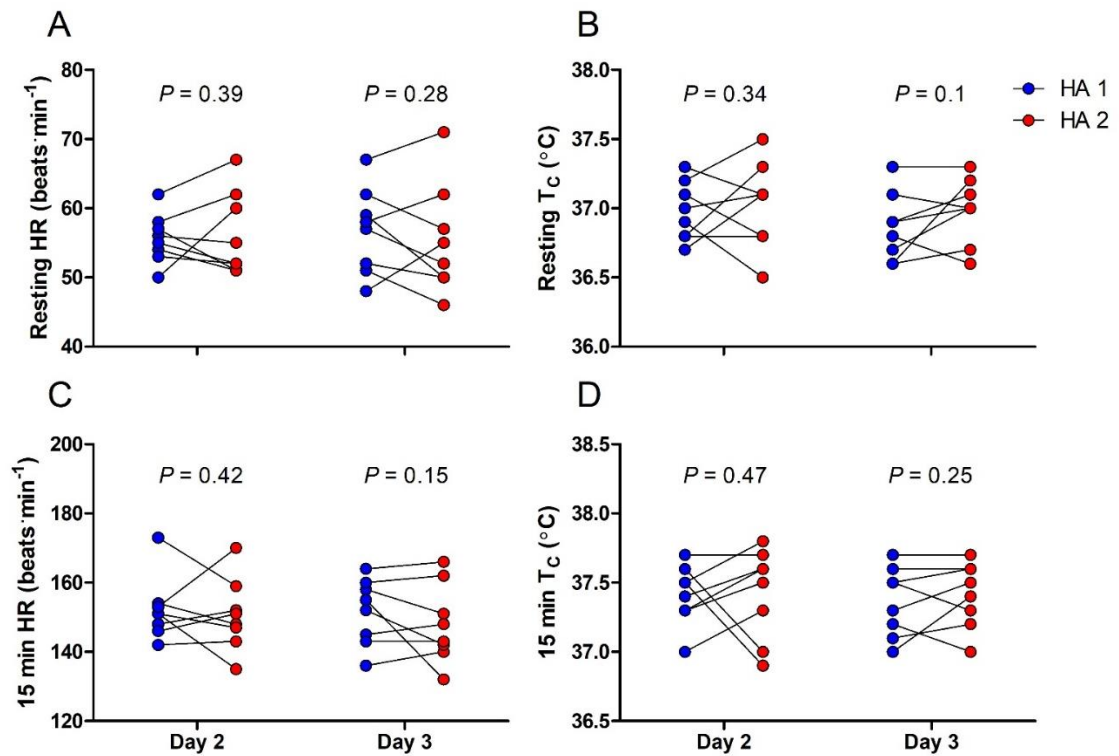 A
B
Resting HR (beats·min⁻¹)
80
70
60
50
40
P = 0.39
P = 0.28
Resting T_C (°C)
38.0
37.5
37.0
36.5
36.0
P = 0.34
P = 0.1
HA 1
HA 2
C
D
15 min HR (beats·min⁻¹)
200
180
160
140
120
P = 0.42
P = 0.15
Day 2
Day 3
15 min T_C (°C)
38.5
38.0
37.5
37.0
36.5
P = 0.47
P = 0.25
Day 2
Day 3